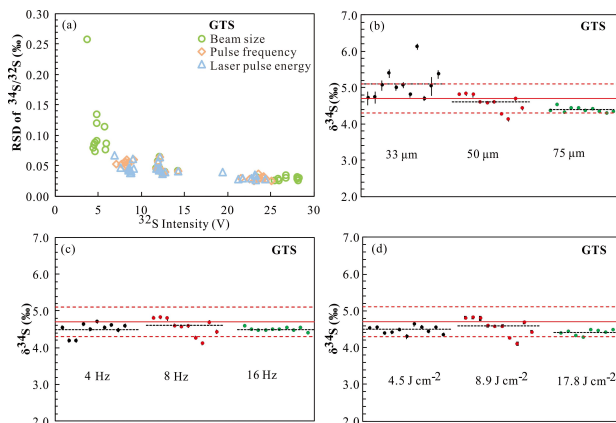 (a)
GTS
Beam size
Pulse frequency
Laser pulse energy
RSD of ³⁴S/³²S (‰)
0.30
0.25
0.20
0.15
0.10
0.05
0.00
0 5 10 15 20 25 30
³²S Intensity (V)
(b)
GTS
δ³⁴S (‰)
7.0
6.0
5.0
4.0
3.0
2.0
33 μm 50 μm 75 μm
(c)
GTS
δ³⁴S (‰)
7.0
6.0
5.0
4.0
3.0
2.0
4 Hz 8 Hz 16 Hz
(d)
GTS
δ³⁴S (‰)
7.0
6.0
5.0
4.0
3.0
2.0
4.5 J cm⁻² 8.9 J cm⁻² 17.8 J cm⁻²